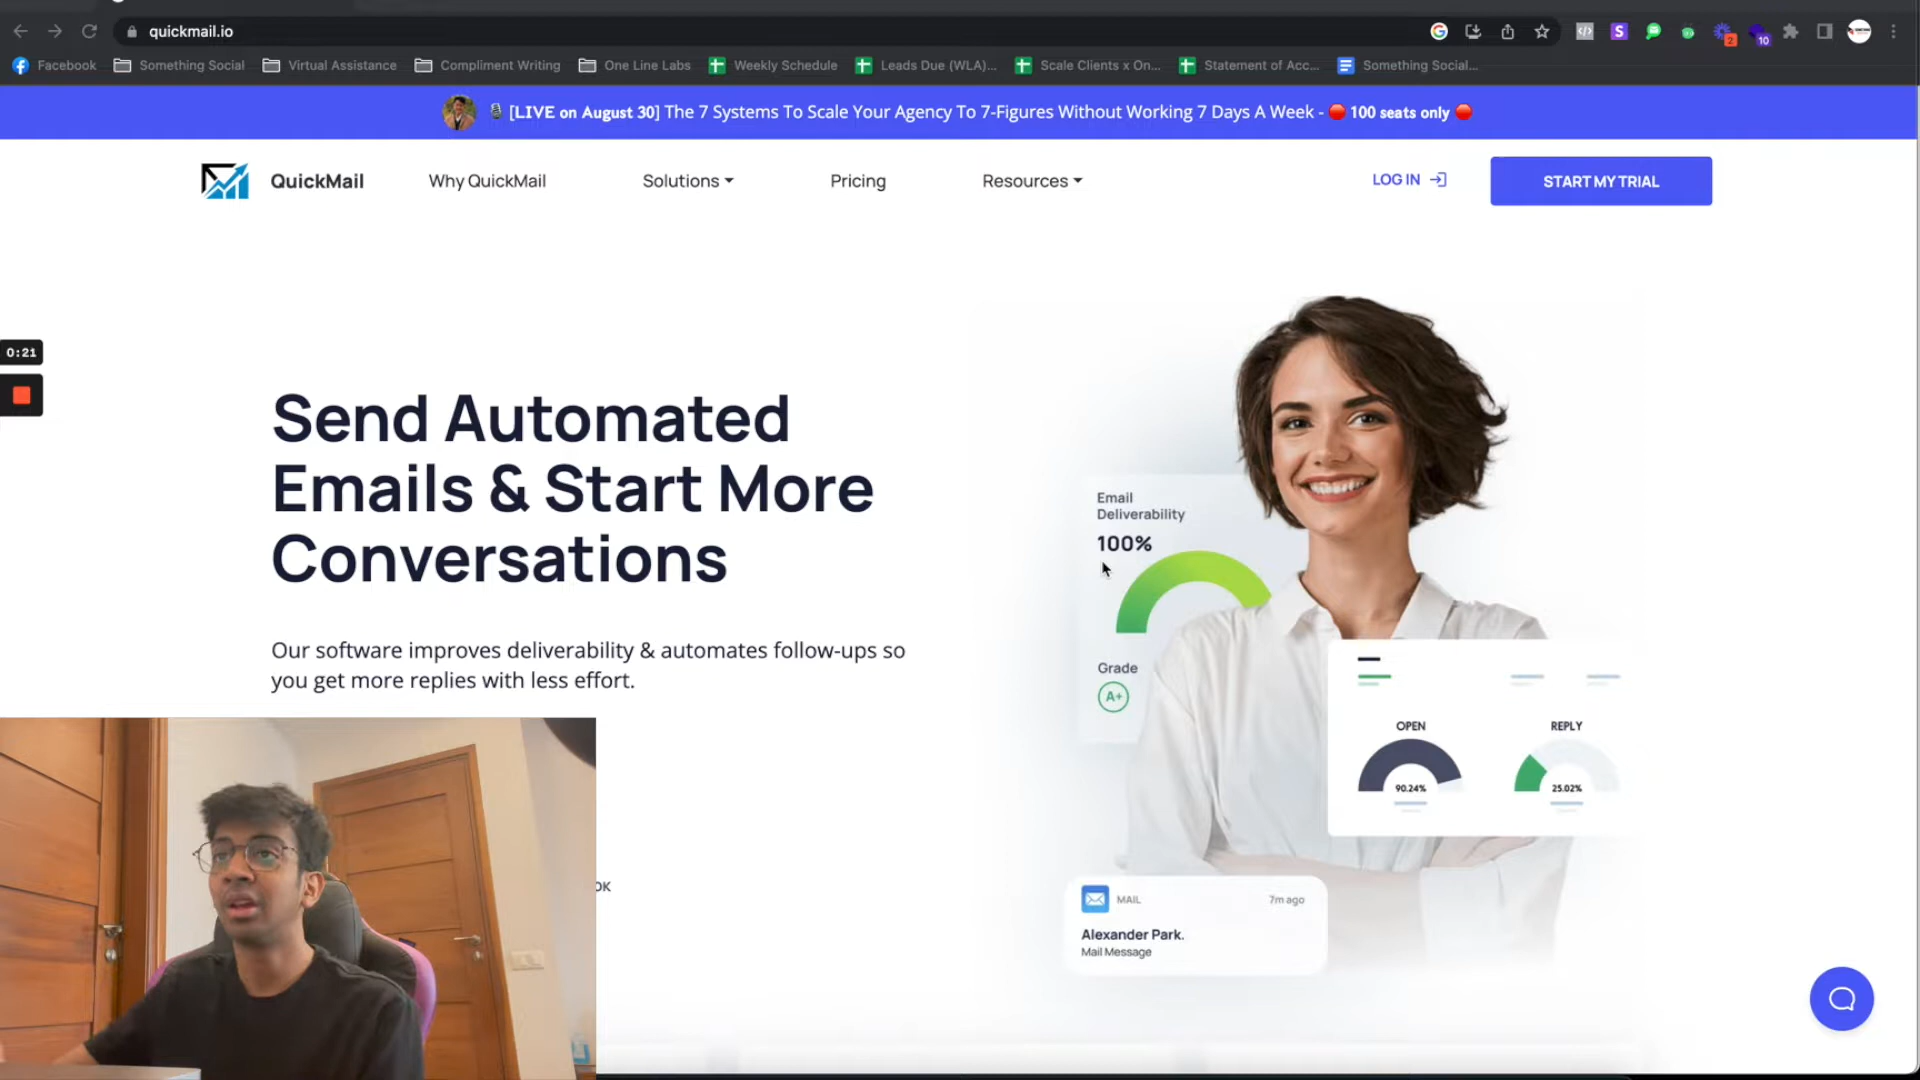 quickmail.io
S
2
10
Facebook
Something Social
Virtual Assistance
Compliment Writing
One Line Labs
Weekly Schedule
Leads Due (WLA)...
Scale Clients x On...
Statement of Acc...
Something Social...
[LIVE on August 30] The 7 Systems To Scale Your Agency To 7-Figures Without Working 7 Days A Week - 100 seats only
QuickMail
Why QuickMail
Solutions
Pricing
Resources
LOG IN
START MY TRIAL
0:21
Send Automated
Emails & Start More
Conversations
Our software improves deliverability & automates follow-ups so
you get more replies with less effort.
Email
Deliverability
100%
Grade
A+
OPEN
90.24%
REPLY
25.02%
OK
MAIL
7m ago
Alexander Park.
Mail Message